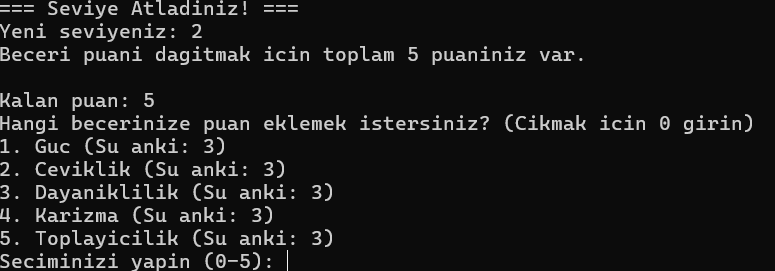 === Seviye Atladiniz! ===
Yeni seviyeniz: 2
Beceri puani dagitmak icin toplam 5 puaniniz var.
Kalan puan: 5
Hangi becerinize puan eklemek istersiniz? (Cikmak icin 0 girin)
1. Guc (Su anki: 3)
2. Ceviklik (Su anki: 3)
3. Dayaniklilik (Su anki: 3)
4. Karizma (Su anki: 3)
5. Toplayicilik (Su anki: 3)
Seciminizi yapin (0-5):